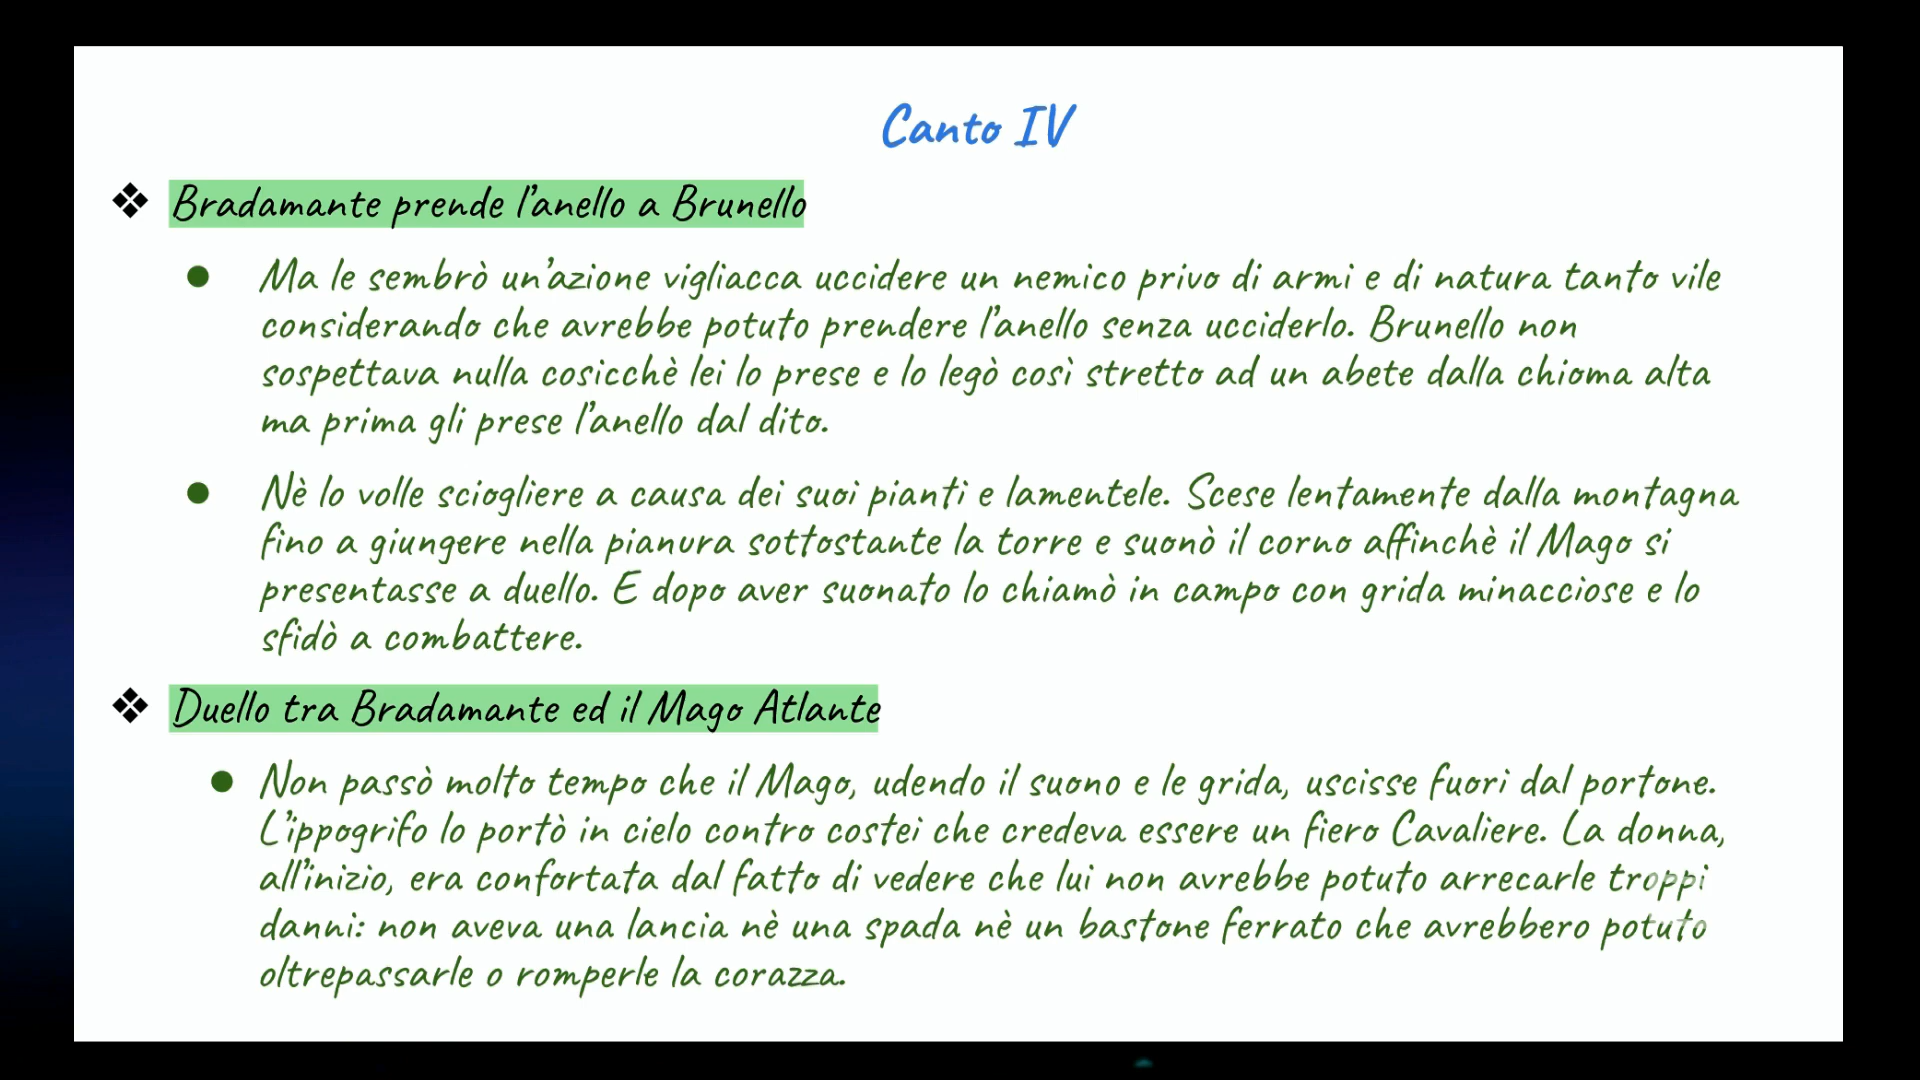 Canto IV
❖ Bradamante prende l'anello a Brunello
● Ma le sembrò un'azione vigliacca uccidere un nemico privo di armi e di natura tanto vile
considerando che avrebbe potuto prendere l'anello senza ucciderlo. Brunello non
sospettava nulla cosicchè lei lo prese e lo legò così stretto ad un abete dalla chioma alta
ma prima gli prese l'anello dal dito.
● Nè lo volle sciogliere a causa dei suoi pianti e lamentele. Scese lentamente dalla montagna
fino a giungere nella pianura sottostante la torre e suonò il corno affinchè il Mago si
presentasse a duello. E dopo aver suonato lo chiamò in campo con grida minacciose e lo
sfidò a combattere.
❖ Duello tra Bradamante ed il Mago Atlante
● Non passò molto tempo che il Mago, udendo il suono e le grida, uscisse fuori dal portone.
L'ippogrifo lo portò in cielo contro costei che credeva essere un fiero Cavaliere. La donna,
all'inizio, era confortata dal fatto di vedere che lui non avrebbe potuto arrecarle troppi
danni: non aveva una lancia nè una spada nè un bastone ferrato che avrebbero potuto
oltrepassarle o romperle la corazza.